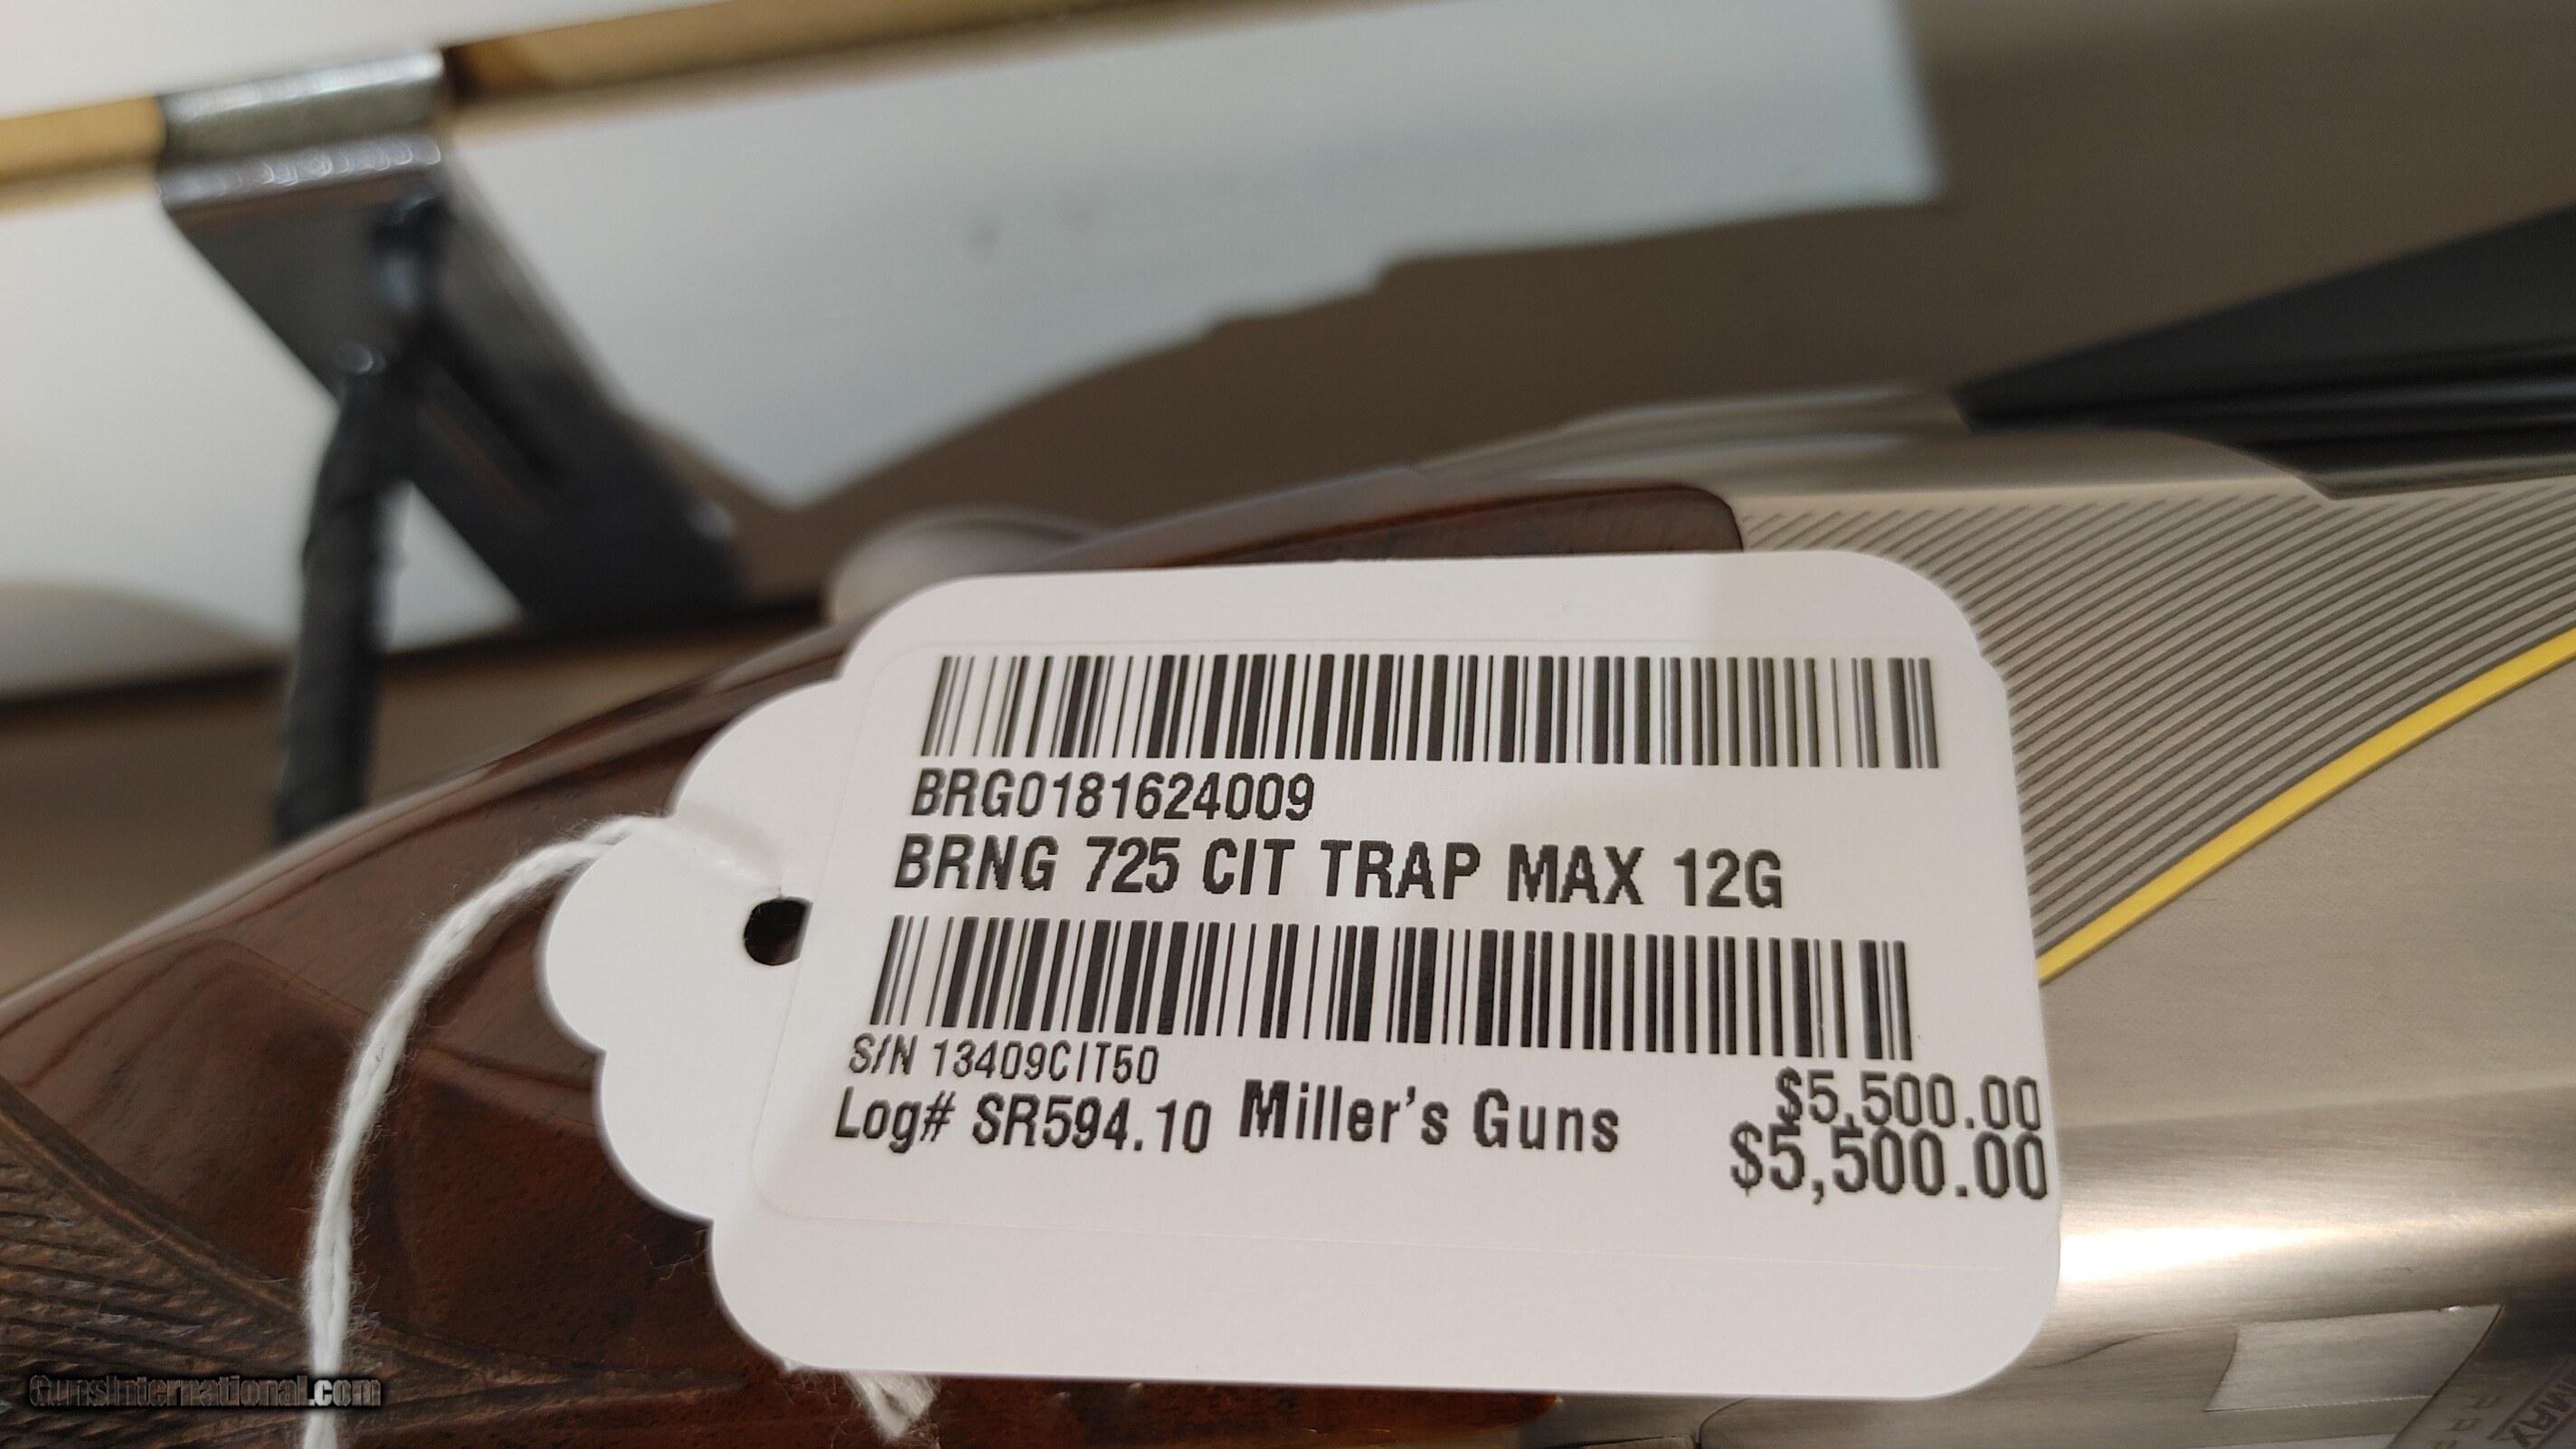 BRG0181624009
BRNG 725 CIT TRAP MAX 12G
S/N 13409CIT50
$5,500.00
Log# SR594.10 Miller's Guns
$5,500.00
GunsInternational.com
MAX